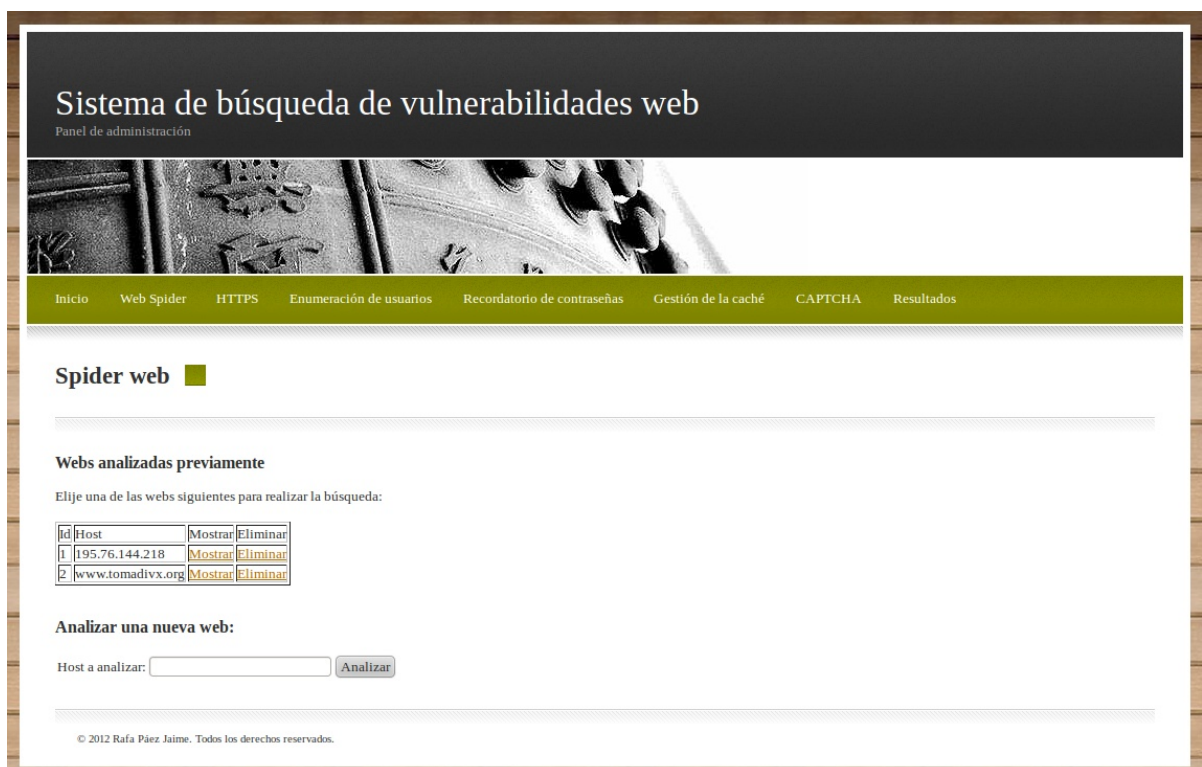 Sistema de búsqueda de vulnerabilidades web
Panel de administración
Inicio Web Spider HTTPS Enumeración de usuarios Recordatorio de contraseñas Gestión de la caché CAPTCHA Resultados
Spider web
Webs analizadas previamente
Elije una de las webs siguientes para realizar la búsqueda:
Id Host Mostrar Eliminar
1 195.76.144.218 Mostrar Eliminar
2 www.tomadivx.org Mostrar Eliminar
Analizar una nueva web:
Host a analizar: Analizar
© 2012 Rafa Páez Jaime. Todos los derechos reservados.